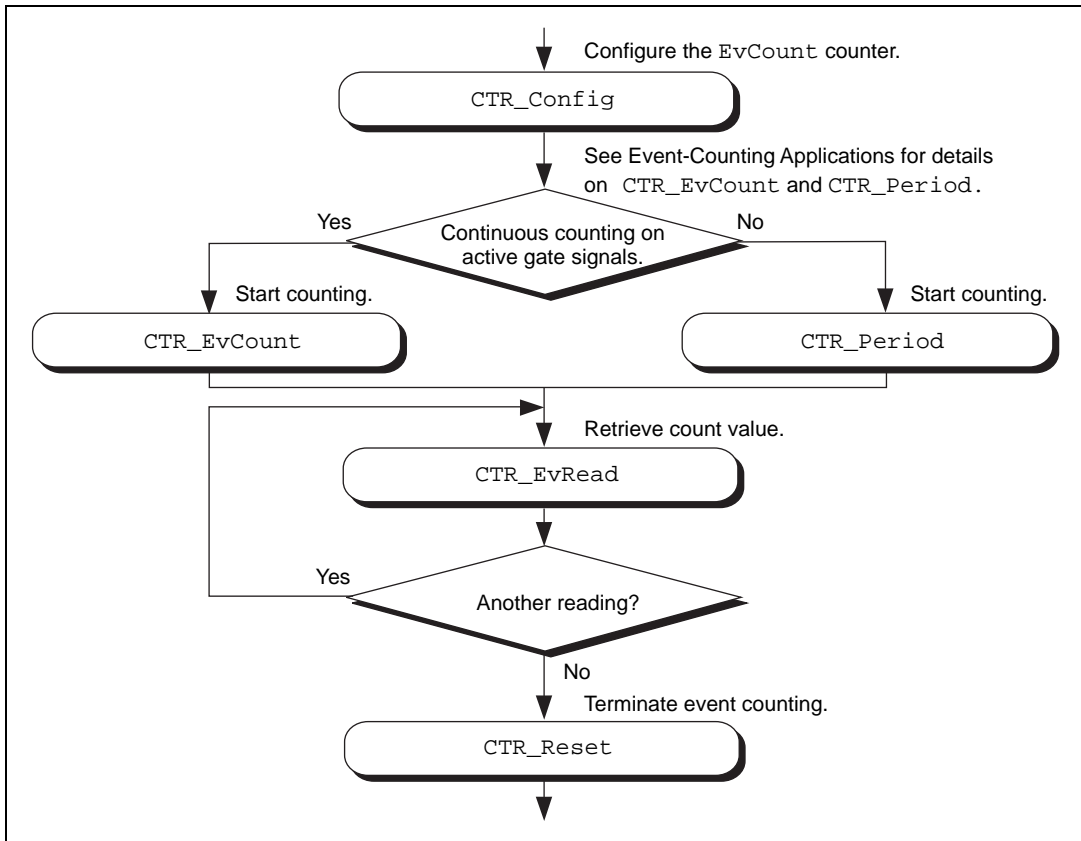 Configure the EvCount counter.
CTR_Config
See Event-Counting Applications for details
on CTR_EvCount and CTR_Period.
Yes
No
Continuous counting on
active gate signals.
Start counting.
Start counting.
CTR_EvCount
CTR_Period
Retrieve count value.
CTR_EvRead
Yes
Another reading?
No
Terminate event counting.
CTR_Reset